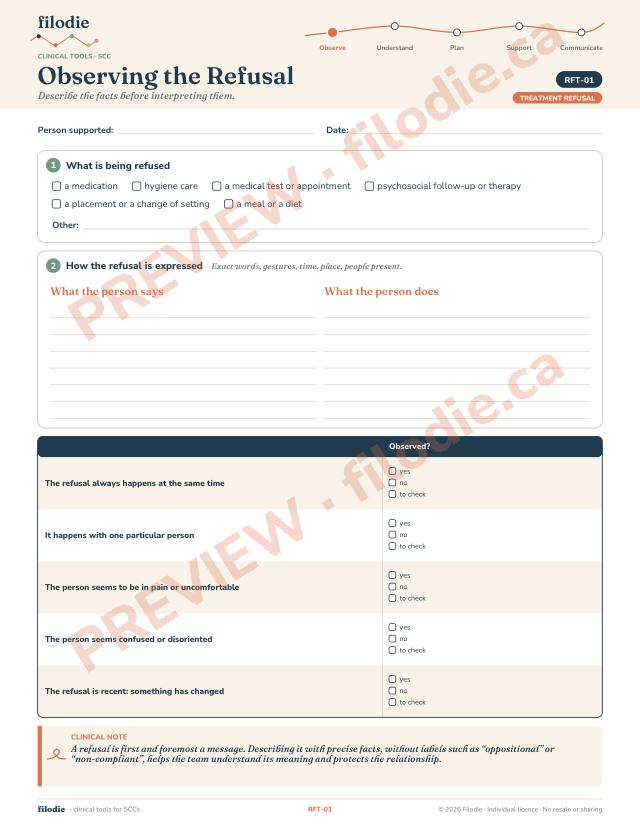 filodie
Observe Understand Plan Support Communicate
CLINICAL TOOLS · SCC
Observing the Refusal
RFT-01
Describe the facts before interpreting them.
TREATMENT REFUSAL
Person supported: Date:
1 What is being refused
a medication hygiene care a medical test or appointment psychosocial follow-up or therapy
a placement or a change of setting a meal or a diet
Other:
2 How the refusal is expressed Exact words, gestures, time, place, people present.
What the person says What the person does
Observed?
The refusal always happens at the same time
yes
no
to check
It happens with one particular person
yes
no
to check
The person seems to be in pain or uncomfortable
yes
no
to check
The person seems confused or disoriented
yes
no
to check
The refusal is recent: something has changed
yes
no
to check
CLINICAL NOTE
A refusal is first and foremost a message. Describing it with precise facts, without labels such as “oppositional” or
“non-compliant”, helps the team understand its meaning and protects the relationship.
filodie · clinical tools for SCCs RFT-01 © 2026 Filodie · Individual licence · No resale or sharing
PREVIEW · filodie.ca
PREVIEW · filodie.ca